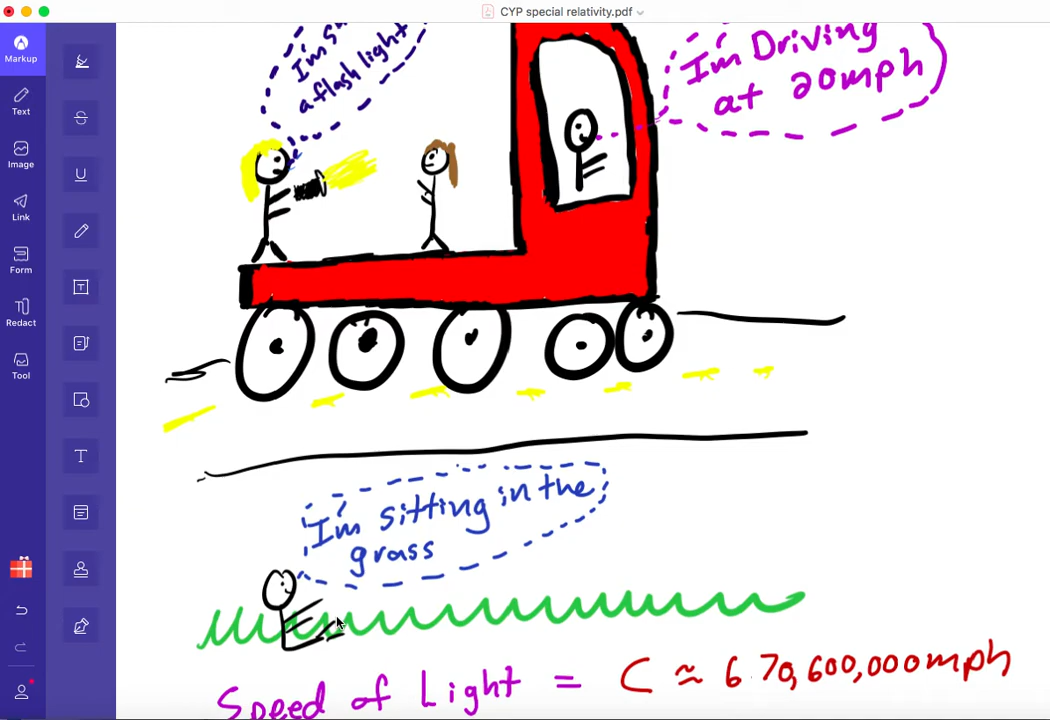 CYP special relativity.pdf
Markup
Text
Image
Link
Form
Redact
Tool
I'm
a flash light
I'm Driving
at 20mph
I'm sitting in the
grass
Speed of Light = C ≈ 670,600,000mph